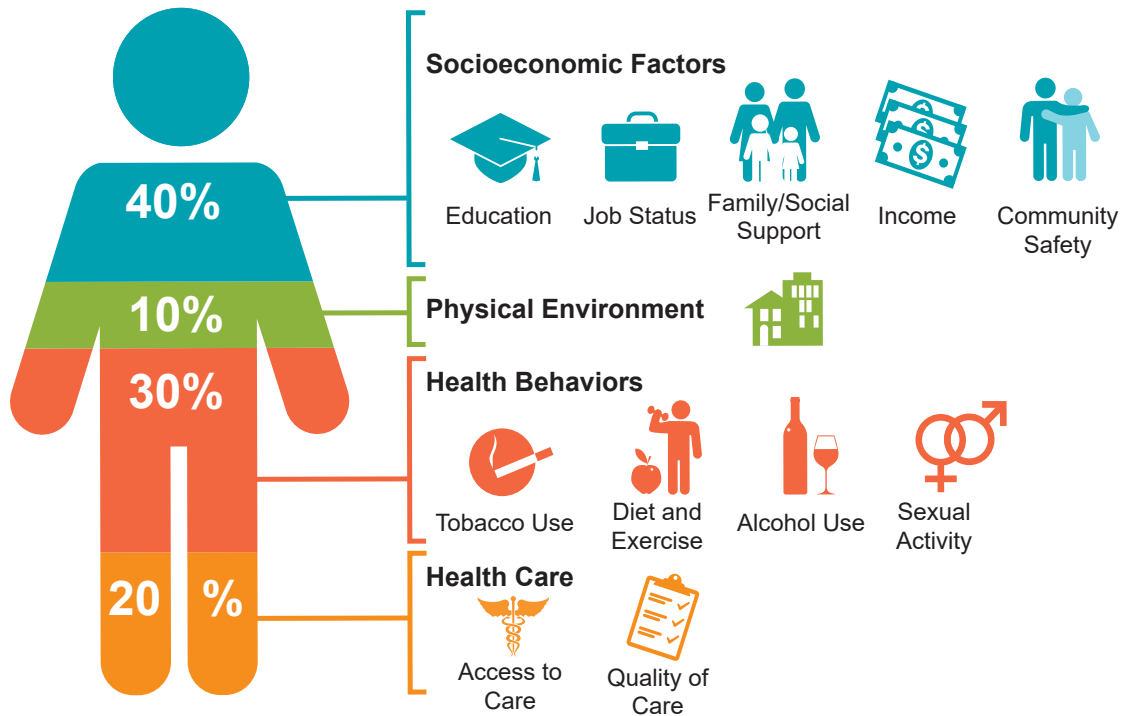 Socioeconomic Factors
40%
Education
Job Status
Family/Social
Support
Income
Community
Safety
10%
Physical Environment
30%
Health Behaviors
Tobacco Use
Diet and
Exercise
Alcohol Use
Sexual
Activity
20 %
Health Care
Access to
Care
Quality of
Care